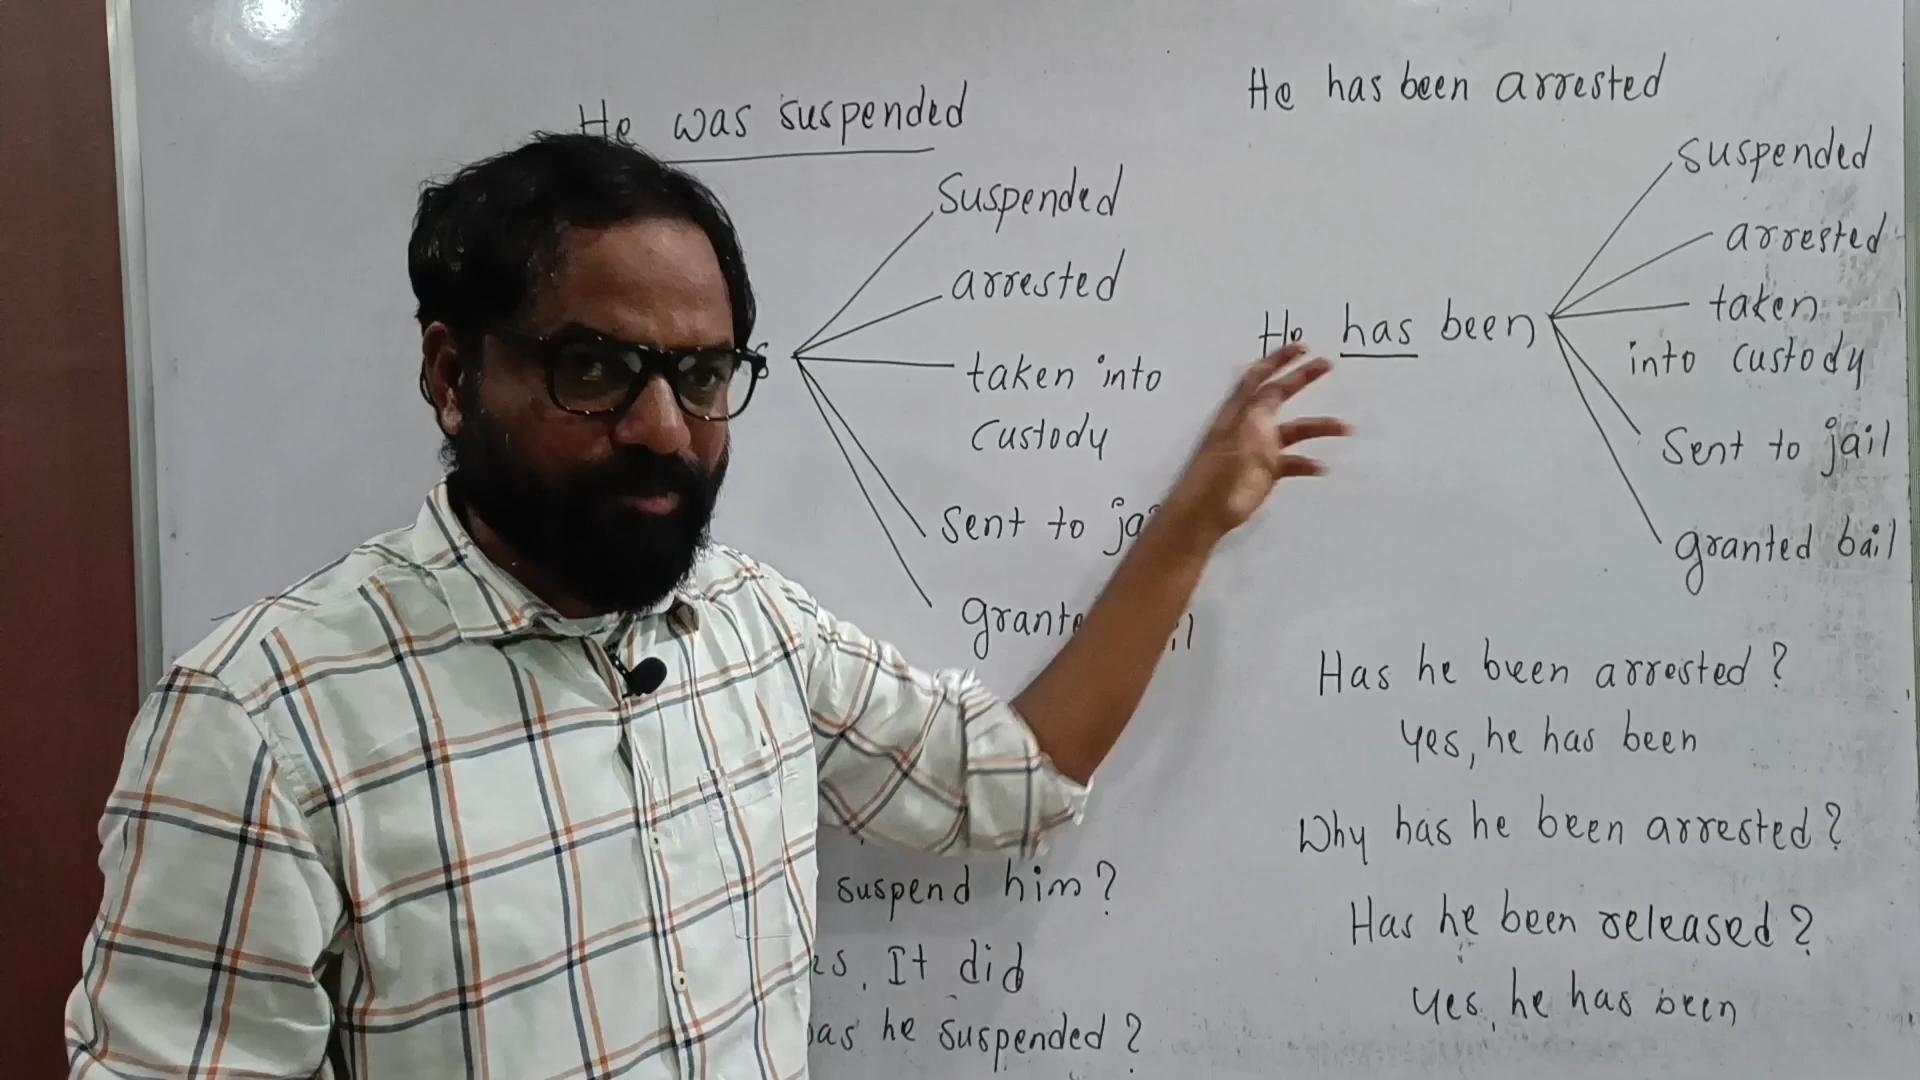 He was suspended
Suspended
arrested
taken into
custody
sent to
suspend him?
It did
he suspended?
He has been arrested
He has been
suspended
arrested
taken
into custody
Sent to jail
granted bail
Has he been arrested?
yes, he has been
Why has he been arrested?
Has he been released?
yes, he has been